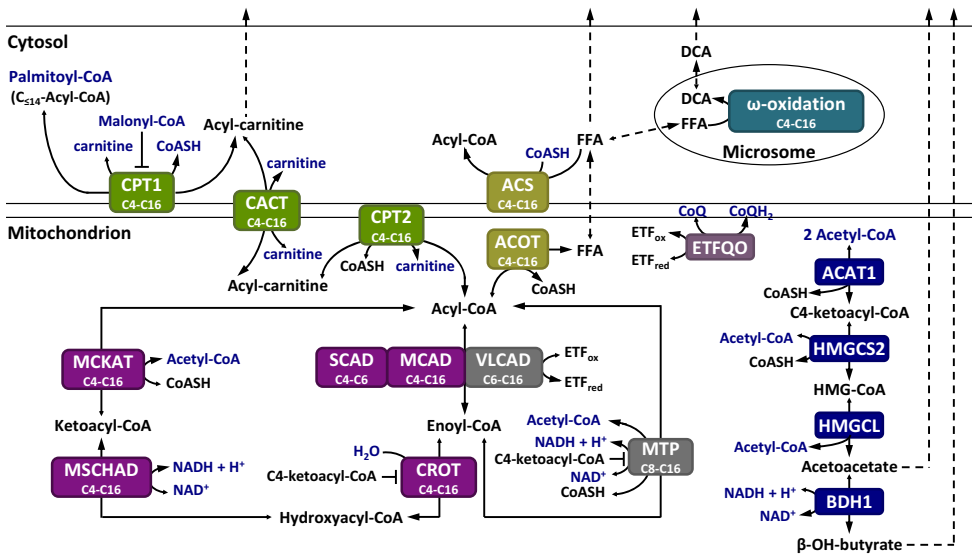 Cytosol
Palmitoyl-CoA
(C≤14-Acyl-CoA)
Malonyl-CoA
carnitine
CoASH
Acyl-carnitine
CPT1
C4-C16
carnitine
CACT
C4-C16
carnitine
Acyl-carnitine
CPT2
C4-C16
CoASH
carnitine
Acyl-CoA
CoASH
FFA
ACS
C4-C16
DCA
DCA
FFA
ω-oxidation
C4-C16
Microsome
Mitochondrion
ACOT
C4-C16
FFA
CoASH
CoQ
CoQH2
ETFox
ETFred
ETFQO
2 Acetyl-CoA
ACAT1
CoASH
C4-ketoacyl-CoA
Acetyl-CoA
CoASH
HMGCS2
HMG-CoA
HMGCL
Acetyl-CoA
Acetoacetate
NADH + H+
NAD+
BDH1
β-OH-butyrate
Acyl-CoA
MCKAT
C4-C16
Acetyl-CoA
CoASH
SCAD
C4-C6
MCAD
C4-C16
VLCAD
C6-C16
ETFox
ETFred
Ketoacyl-CoA
Enoyl-CoA
MSCHAD
C4-C16
NADH + H+
NAD+
H2O
C4-ketoacyl-CoA
CROT
C4-C16
Hydroxyacyl-CoA
Acetyl-CoA
NADH + H+
C4-ketoacyl-CoA
NAD+
CoASH
MTP
C8-C16